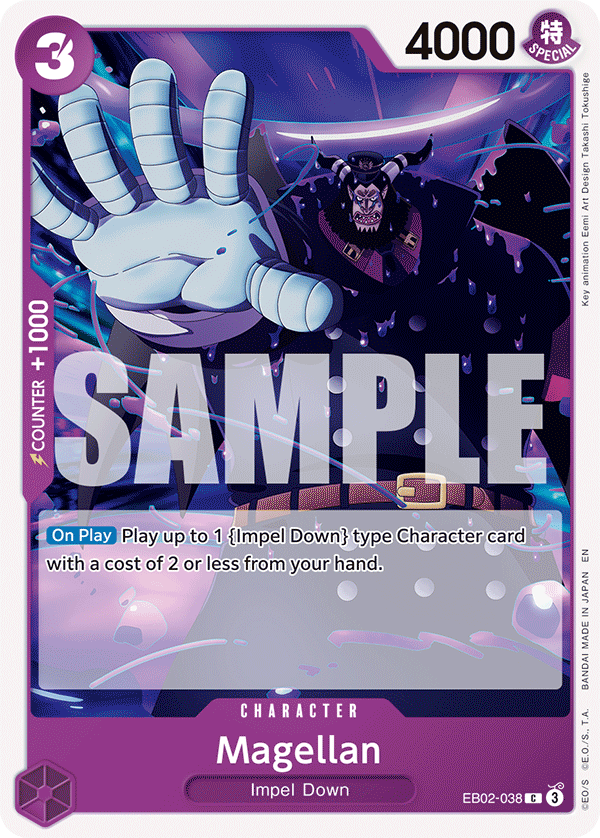 3
4000
特
SPECIAL
Key animation Eemi Art Design Takashi Tokushige
COUNTER +1000
SAMPLE
On Play Play up to 1 {Impel Down} type Character card
with a cost of 2 or less from your hand.
CHARACTER
Magellan
Impel Down
EB02-038 C 3
©EO/S ©E.O./S., T.A. BANDAI MADE IN JAPAN EN